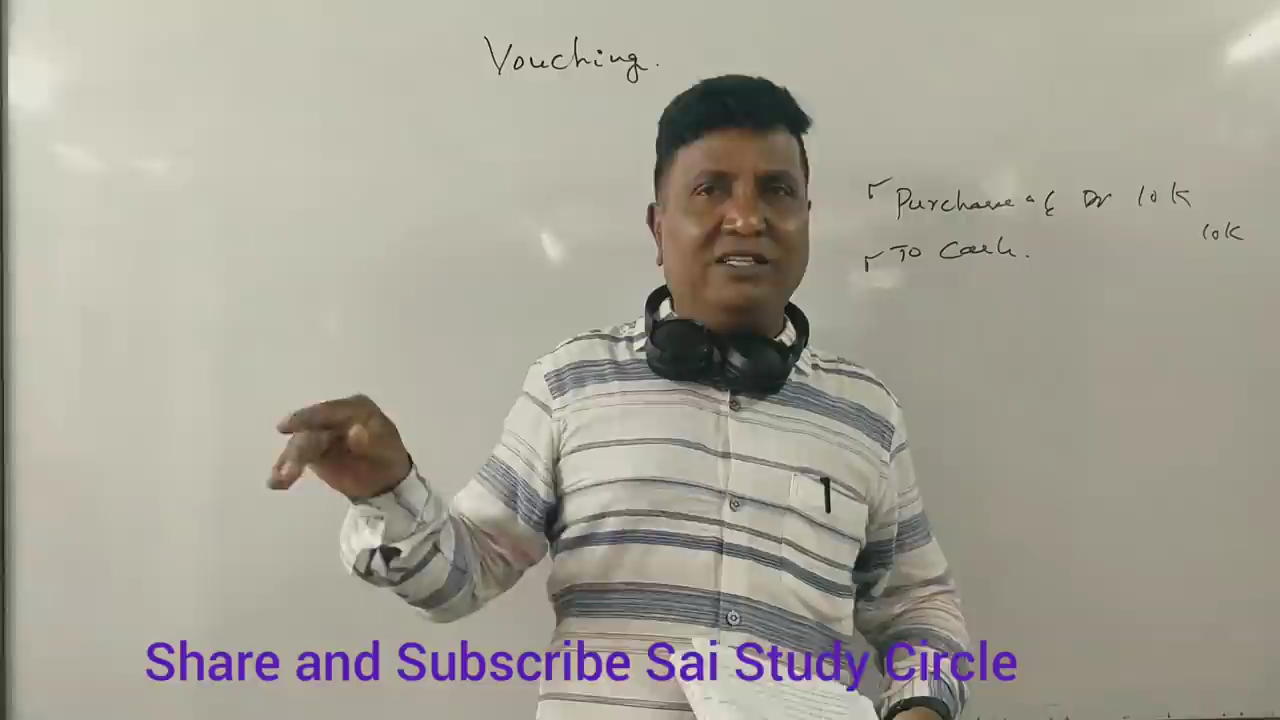 Vouching.
Purchase a/c Dr 10K
10K
To Cash.
Share and Subscribe Sai Study Circle